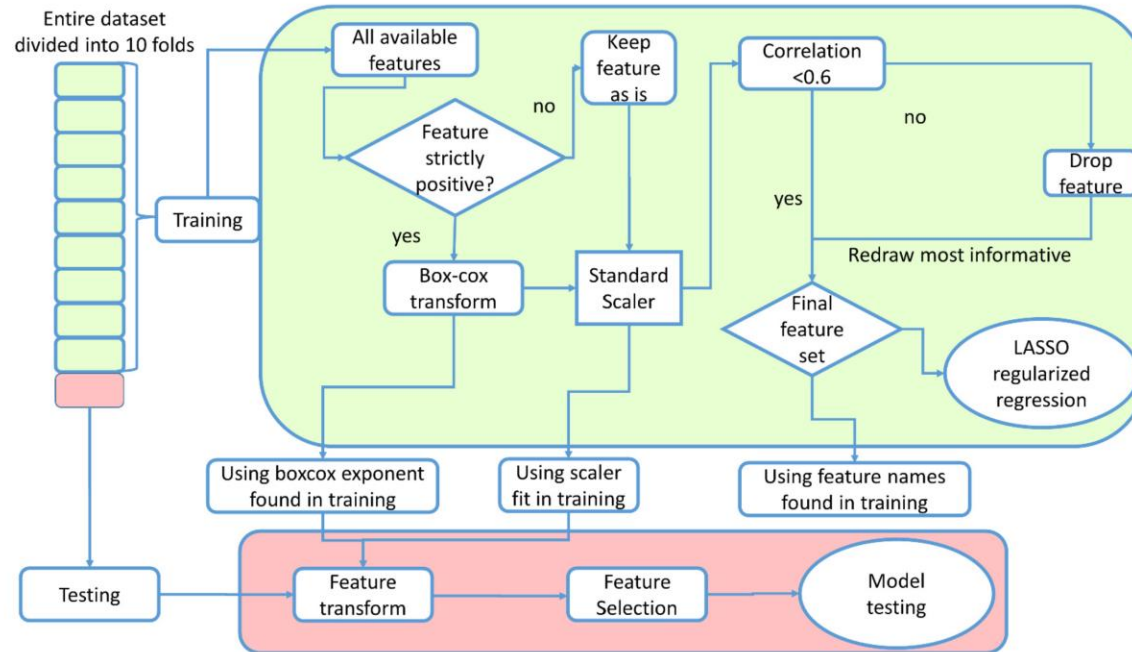 Entire dataset
divided into 10 folds
All available
features
Keep
feature
as is
Correlation
<0.6
no
no
Feature
strictly
positive?
Drop
feature
Training
yes
yes
Redraw most informative
Box-cox
transform
Standard
Scaler
Final
feature
set
LASSO
regularized
regression
Using boxcox exponent
found in training
Using scaler
fit in training
Using feature names
found in training
Testing
Feature
transform
Feature
Selection
Model
testing